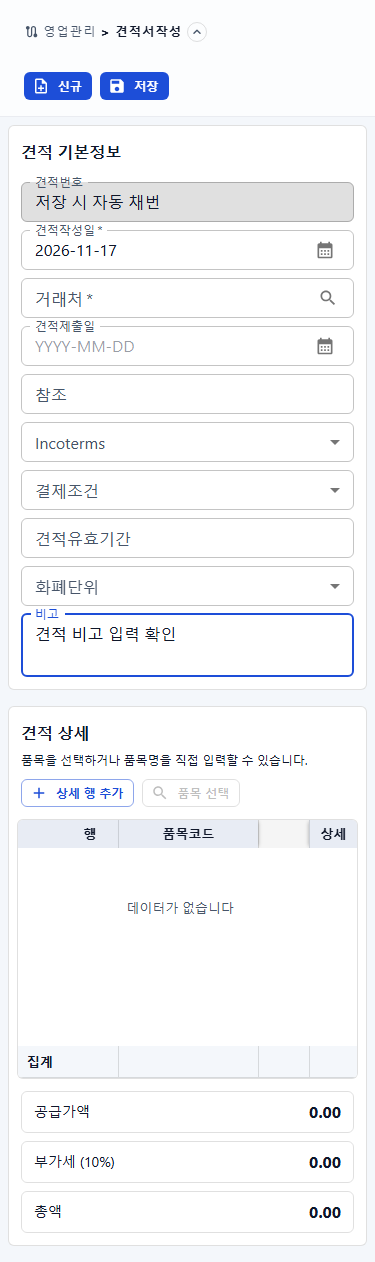 영업관리 > 견적서작성
신규 저장
견적 기본정보
견적번호
저장 시 자동 채번
견적작성일 *
2026-11-17
거래처 *
견적제출일
YYYY-MM-DD
참조
Incoterms
결제조건
견적유효기간
화폐단위
비고
견적 비고 입력 확인
견적 상세
품목을 선택하거나 품목명을 직접 입력할 수 있습니다.
상세 행 추가 품목 선택
행 품목코드 상세
데이터가 없습니다
집계
공급가액 0.00
부가세 (10%) 0.00
총액 0.00